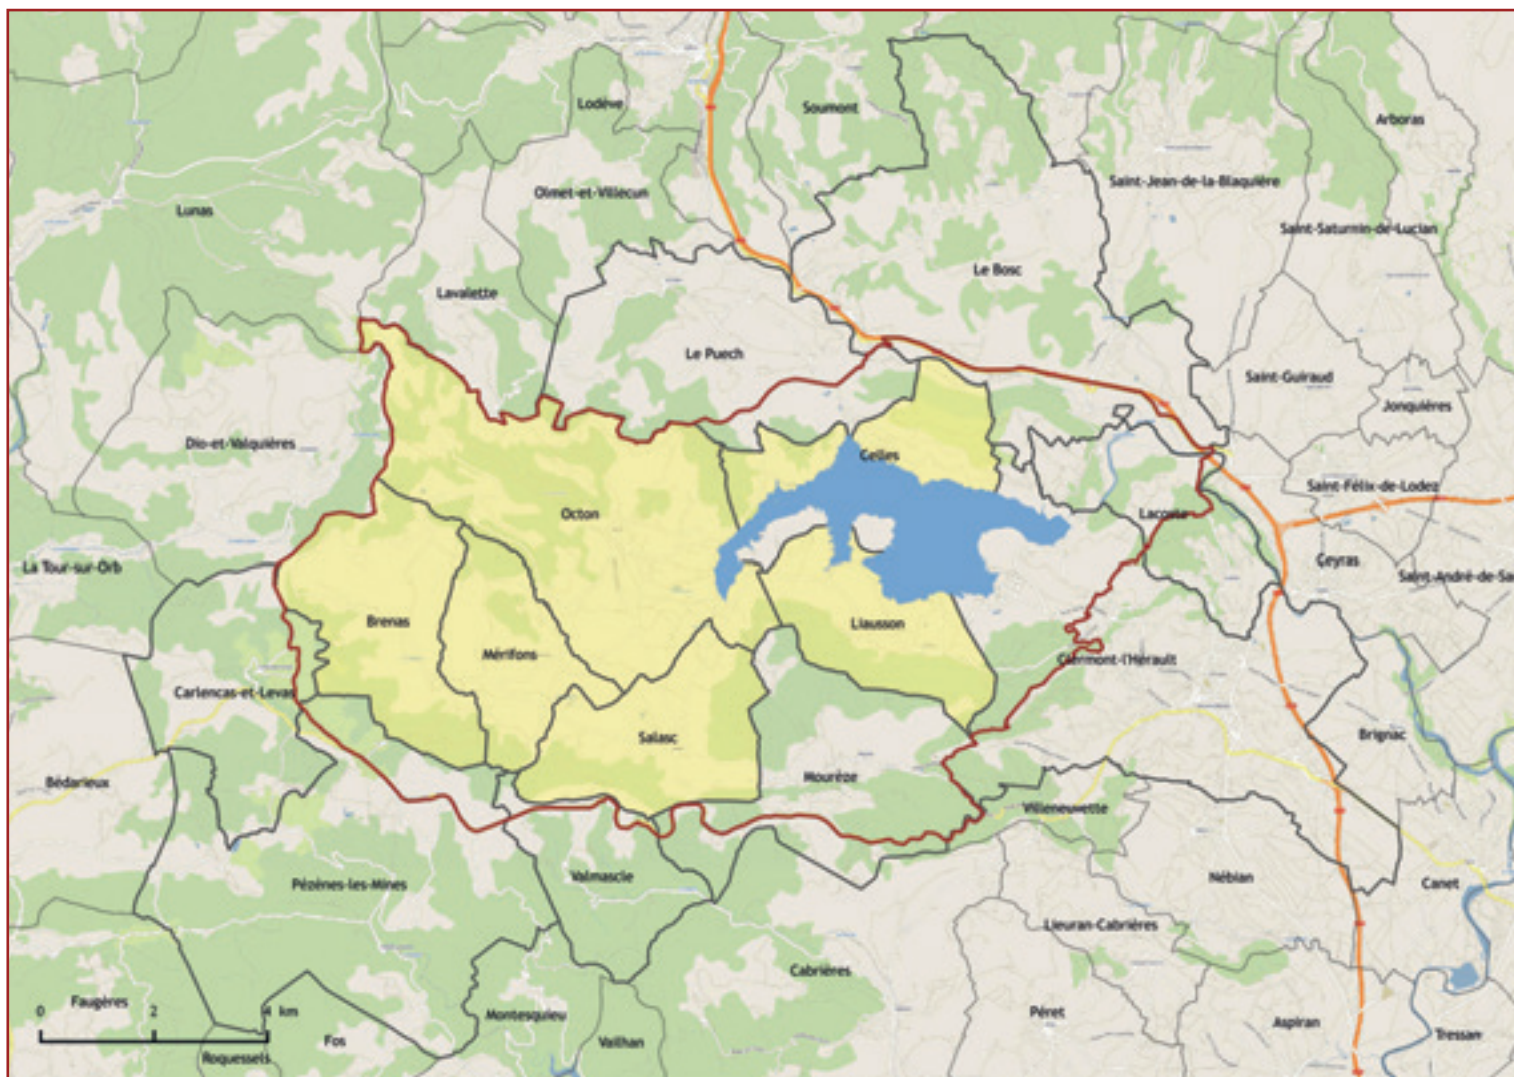 Lodève
Soumont
Arboras
Olmet-et-Villecun
Saint-Jean-de-la-Blaquière
Lunas
Saint-Saturnin-de-Lucian
Le Bosc
Lavalette
Le Puech
Saint-Guiraud
Jonquières
Dio-et-Valquières
Celles
Saint-Félix-de-Lodez
Octon
Lacoste
La Tour-sur-Orb
Ceyras
Saint-André-de-Sa
Brenas
Liausson
Mérifons
Clermont-l'Hérault
Carlencas-et-Levas
Salasc
Brignac
Mourèze
Bédarieux
Villeneuvette
Valmascle
Nébian
Pézènes-les-Mines
Canet
Lieuran-Cabrières
Cabrières
Faugères
0 2 4 km
Montesquieu
Péret
Aspiran
Tressan
Fos
Vailhan
Roquessels